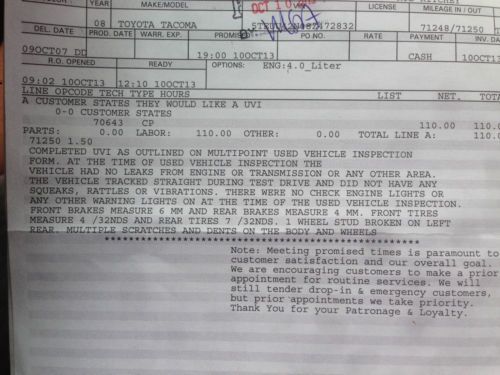 YEAR MAKE/MODEL LICENSE MILEAGE IN / OUT
08 TOYOTA TACOMA 71248/71250
DEL. DATE PROD. DATE WARR. EXP. PROMISED PO NO. RATE PAYMENT INV. DA
09OCT07 DD 19:00 10OCT13 CASH 10OCT13
R.O. OPENED READY OPTIONS: ENG:4.0_Liter
09:02 10OCT13 12:10 10OCT13
LINE OPCODE TECH TYPE HOURS LIST NET. TOTA
A CUSTOMER STATES THEY WOULD LIKE A UVI
0-0 CUSTOMER STATES
70643 CP 110.00 110.0
PARTS: 0.00 LABOR: 110.00 OTHER: 0.00 TOTAL LINE A: 110.
71250 1.50
COMPLETED UVI AS OUTLINED ON MULTIPOINT USED VEHICLE INSPECTION
FORM. AT THE TIME OF USED VEHICLE INSPECTION THE
VEHICLE HAD NO LEAKS FROM ENGINE OR TRANSMISSION OR ANY OTHER AREA.
THE VEHICLE TRACKED STRAIGHT DURING TEST DRIVE AND DID NOT HAVE ANY
SQUEAKS, RATTLES OR VIBRATIONS. THERE WERE NO CHECK ENGINE LIGHTS OR
ANY OTHER WARNING LIGHTS ON AT THE TIME OF THE USED VEHICLE INSPECTION.
FRONT BRAKES MEASURE 6 MM AND REAR BRAKES MEASURE 4 MM. FRONT TIRES
MEASURE 4 /32NDS AND REAR TIRES 7 /32NDS. 1 WHEEL STUD BROKEN ON LEFT
REAR. MULTIPLE SCRATCHES AND DENTS ON THE BODY AND WHEELS
****************************************************
Note: Meeting promised times is paramount to
customer satisfaction and our overall goal.
We are encouraging customers to make a prior
appointment for routine services. We will
still tender drop-in & emergency customers,
but prior appointments we take priority.
Thank You for your Patronage & Loyalty.